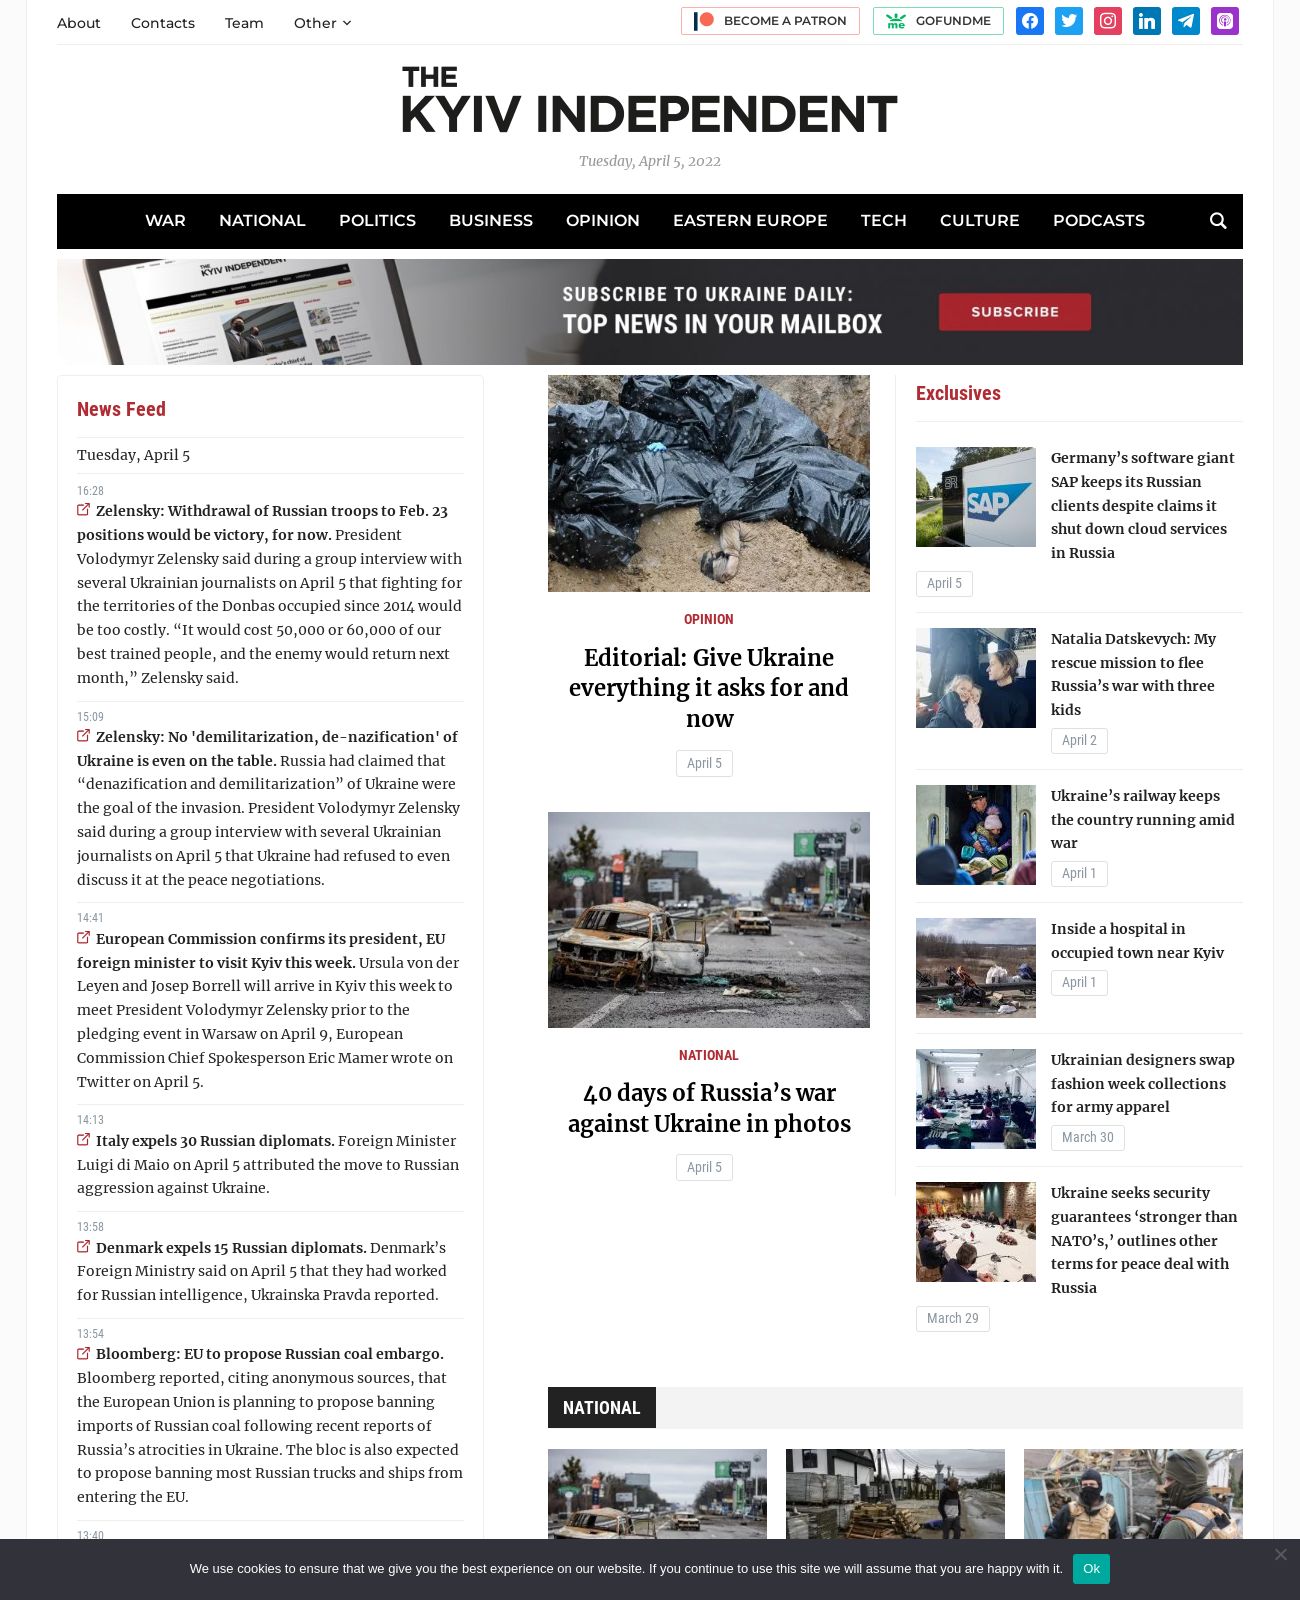 About
Contacts
Team
Other
BECOME A PATRON
me
GOFUNDME
THE
KYIV INDEPENDENT
Tuesday, April 5, 2022
WAR
NATIONAL
POLITICS
BUSINESS
OPINION
EASTERN EUROPE
TECH
CULTURE
PODCASTS
KYIV INDEPENDENT
SUBSCRIBE TO UKRAINE DAILY:
TOP NEWS IN YOUR MAILBOX
SUBSCRIBE
News Feed
Tuesday, April 5
16:28
Zelensky: Withdrawal of Russian troops to Feb. 23
positions would be victory, for now. President
Volodymyr Zelensky said during a group interview with
several Ukrainian journalists on April 5 that fighting for
the territories of the Donbas occupied since 2014 would
be too costly. “It would cost 50,000 or 60,000 of our
best trained people, and the enemy would return next
month,” Zelensky said.
15:09
Zelensky: No 'demilitarization, de-nazification' of
Ukraine is even on the table. Russia had claimed that
“denazification and demilitarization” of Ukraine were
the goal of the invasion. President Volodymyr Zelensky
said during a group interview with several Ukrainian
journalists on April 5 that Ukraine had refused to even
discuss it at the peace negotiations.
14:41
European Commission confirms its president, EU
foreign minister to visit Kyiv this week. Ursula von der
Leyen and Josep Borrell will arrive in Kyiv this week to
meet President Volodymyr Zelensky prior to the
pledging event in Warsaw on April 9, European
Commission Chief Spokesperson Eric Mamer wrote on
Twitter on April 5.
14:13
Italy expels 30 Russian diplomats. Foreign Minister
Luigi di Maio on April 5 attributed the move to Russian
aggression against Ukraine.
13:58
Denmark expels 15 Russian diplomats. Denmark’s
Foreign Ministry said on April 5 that they had worked
for Russian intelligence, Ukrainska Pravda reported.
13:54
Bloomberg: EU to propose Russian coal embargo.
Bloomberg reported, citing anonymous sources, that
the European Union is planning to propose banning
imports of Russian coal following recent reports of
Russia’s atrocities in Ukraine. The bloc is also expected
to propose banning most Russian trucks and ships from
entering the EU.
13:40
OPINION
Editorial: Give Ukraine
everything it asks for and
now
April 5
NATIONAL
40 days of Russia’s war
against Ukraine in photos
April 5
Exclusives
SAP
Germany’s software giant
SAP keeps its Russian
clients despite claims it
shut down cloud services
in Russia
April 5
Natalia Datskevych: My
rescue mission to flee
Russia’s war with three
kids
April 2
Ukraine’s railway keeps
the country running amid
war
April 1
Inside a hospital in
occupied town near Kyiv
April 1
Ukrainian designers swap
fashion week collections
for army apparel
March 30
Ukraine seeks security
guarantees ‘stronger than
NATO’s,’ outlines other
terms for peace deal with
Russia
March 29
NATIONAL
We use cookies to ensure that we give you the best experience on our website. If you continue to use this site we will assume that you are happy with it.
Ok